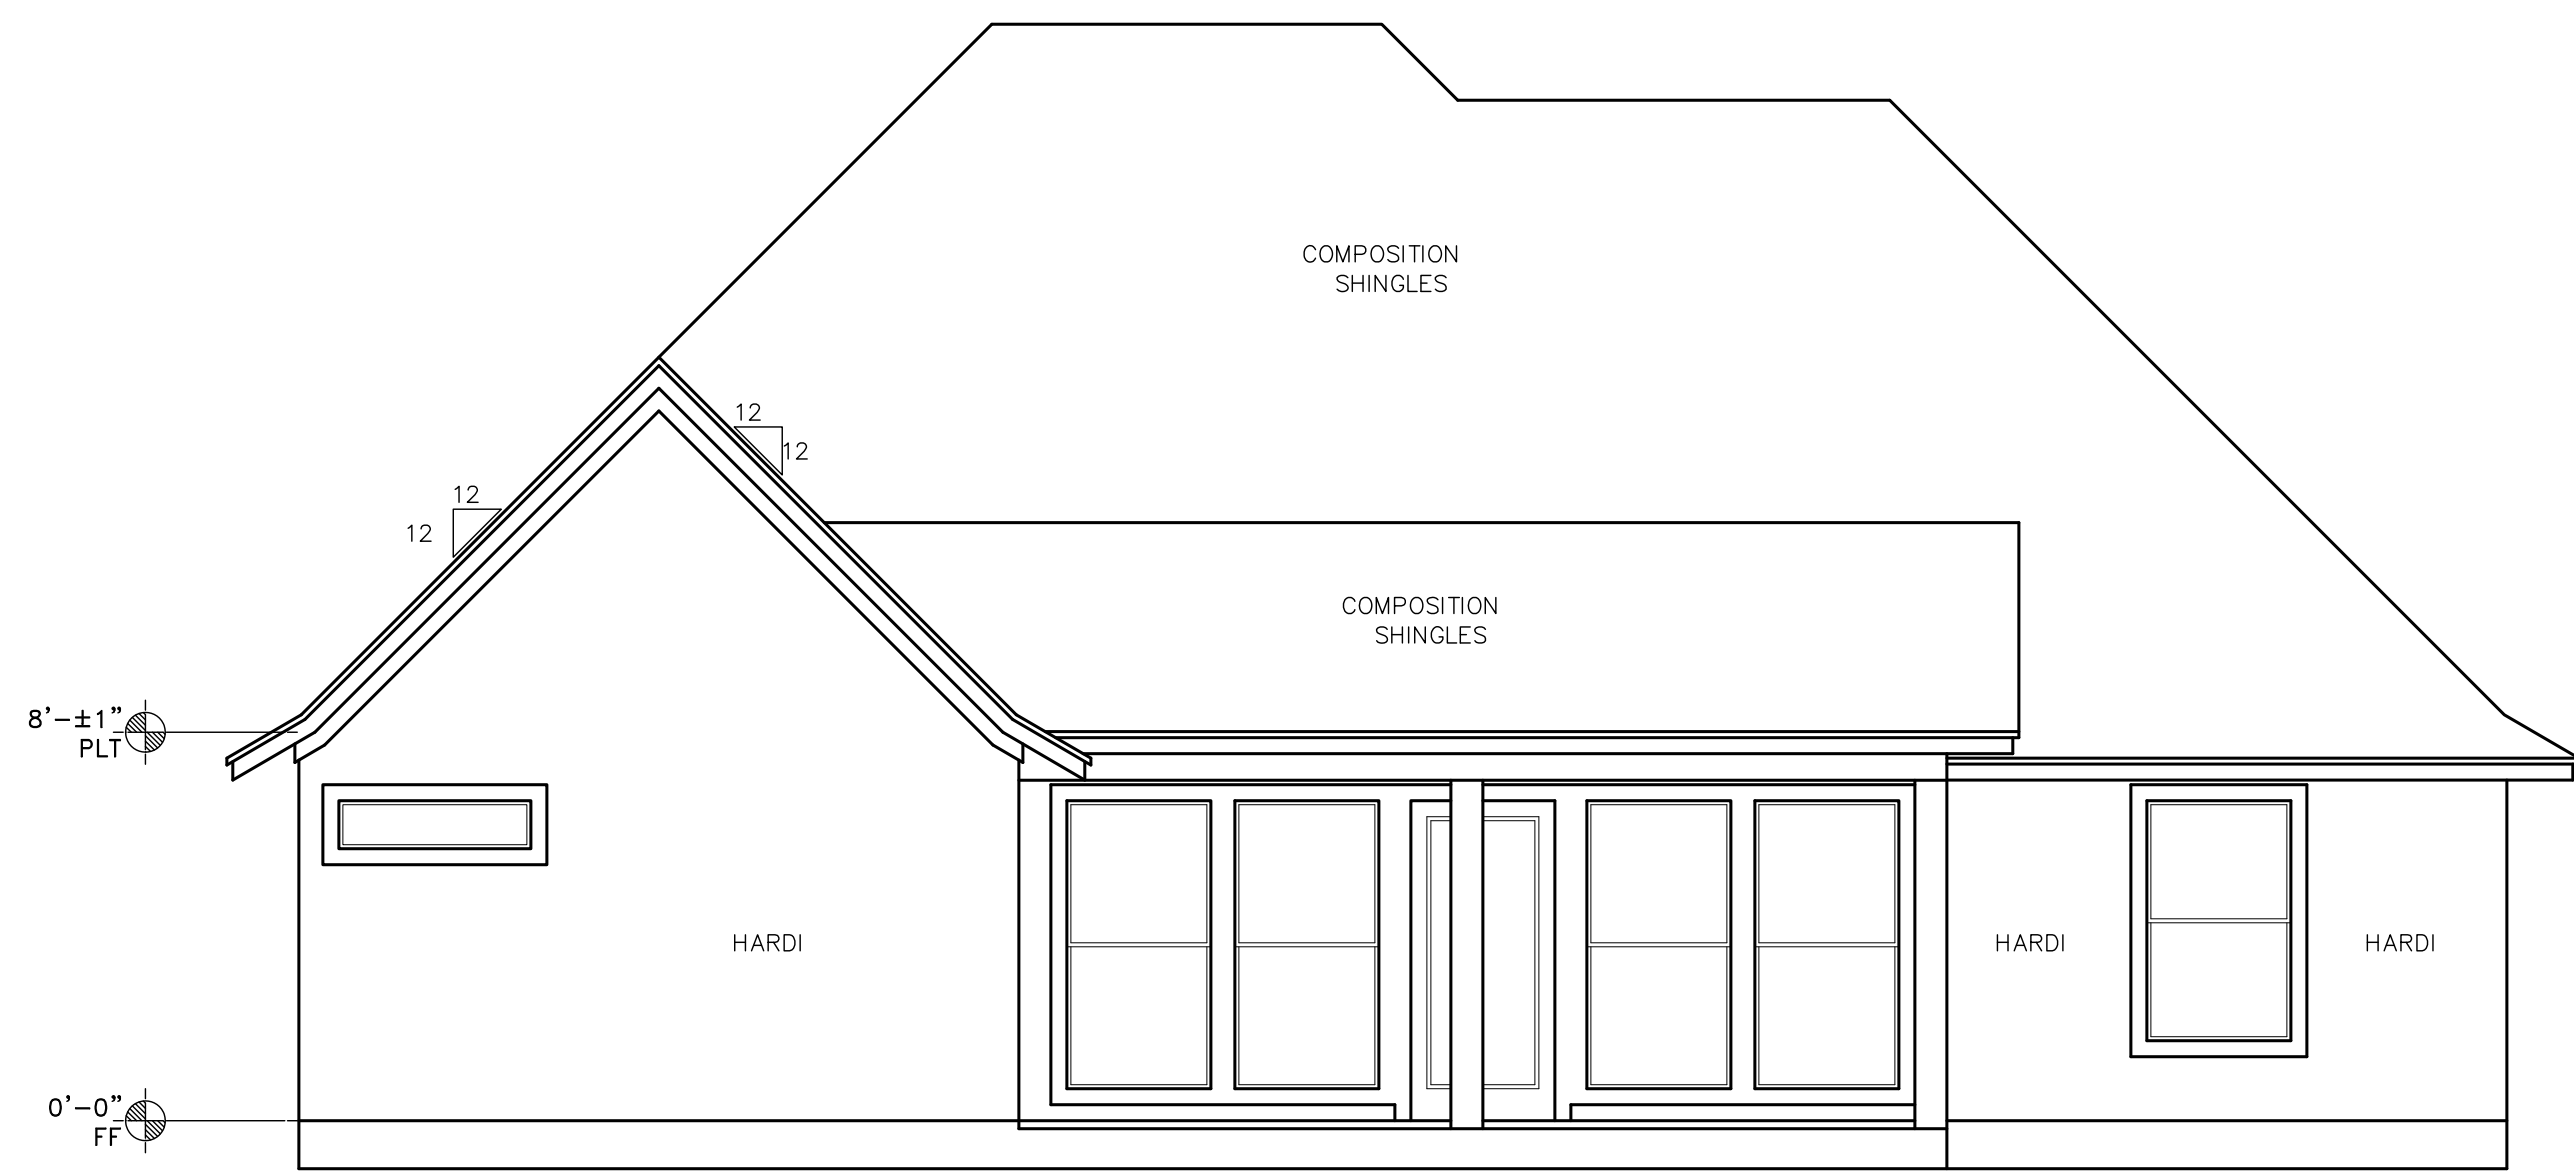 COMPOSITION
SHINGLES
12
12
12
12
COMPOSITION
SHINGLES
8'-±1"
PLT
HARDI
HARDI
HARDI
0'-0"
FF